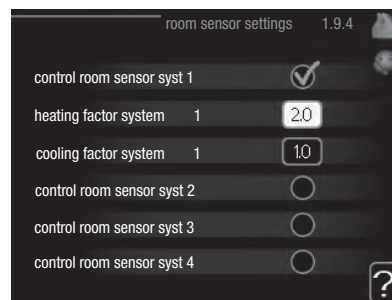 room sensor settings 1.9.4
control room sensor syst 1
heating factor system 1 2.0
cooling factor system 1 1.0
control room sensor syst 2
control room sensor syst 3
control room sensor syst 4
?